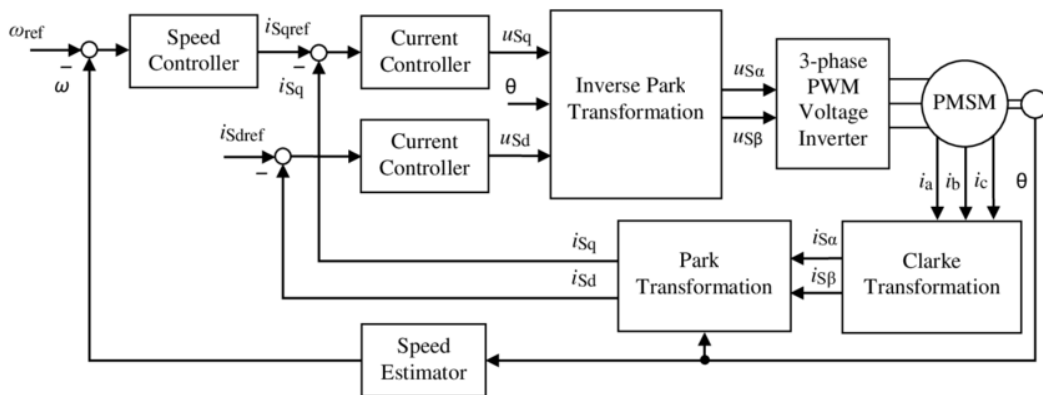 ωref
−
ω
Speed
Controller
iSqref
−
iSq
Current
Controller
uSq
θ
iSdref
−
Current
Controller
uSd
Inverse Park
Transformation
uSα
uSβ
3-phase
PWM
Voltage
Inverter
PMSM
ia
ib
ic
θ
iSq
iSd
Park
Transformation
iSα
iSβ
Clarke
Transformation
Speed
Estimator